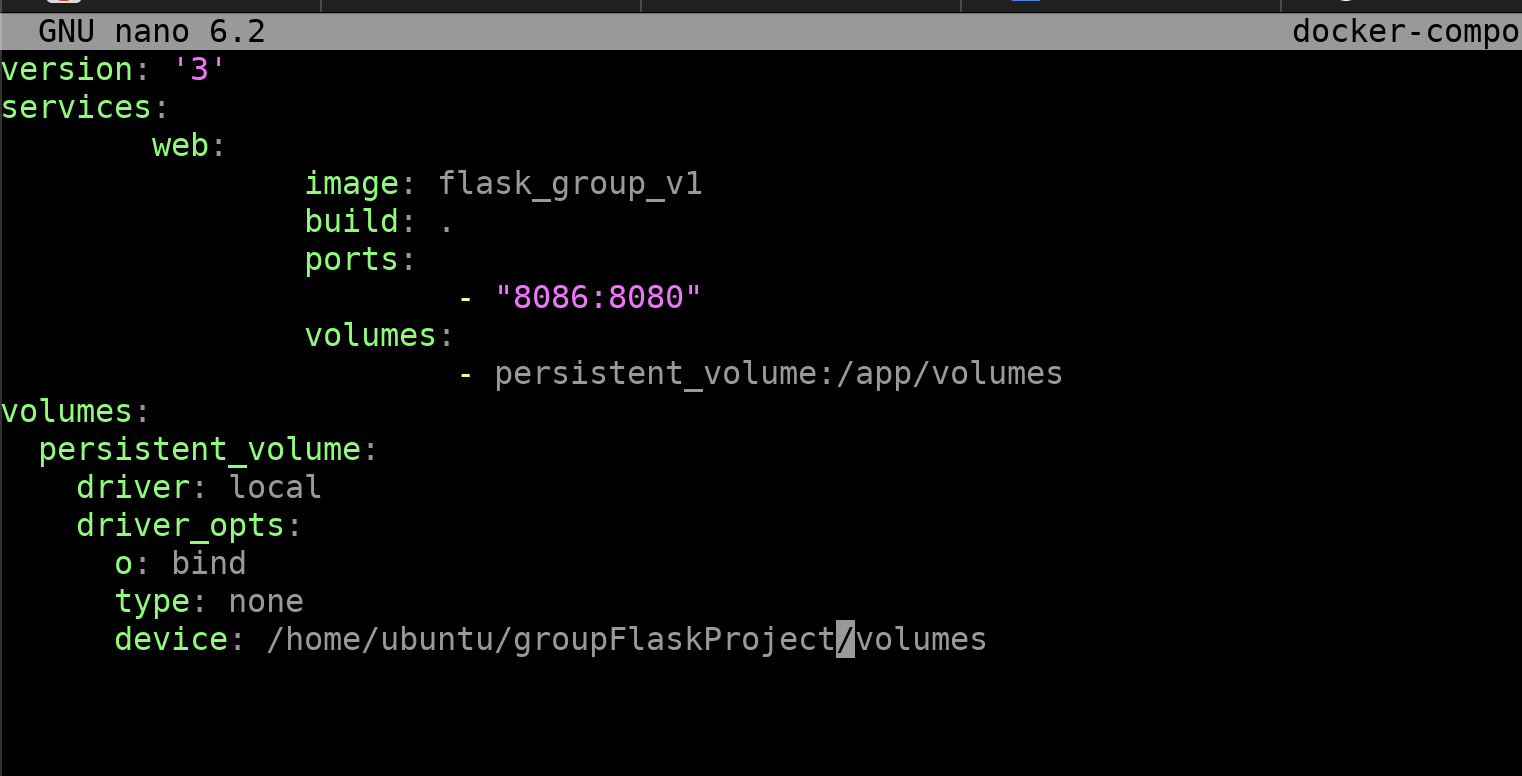 GNU nano 6.2 docker-compo
version: '3'
services:
        web:
                image: flask_group_v1
                build: .
                ports:
                        - "8086:8080"
                volumes:
                        - persistent_volume:/app/volumes
volumes:
  persistent_volume:
    driver: local
    driver_opts:
      o: bind
      type: none
      device: /home/ubuntu/groupFlaskProject/volumes